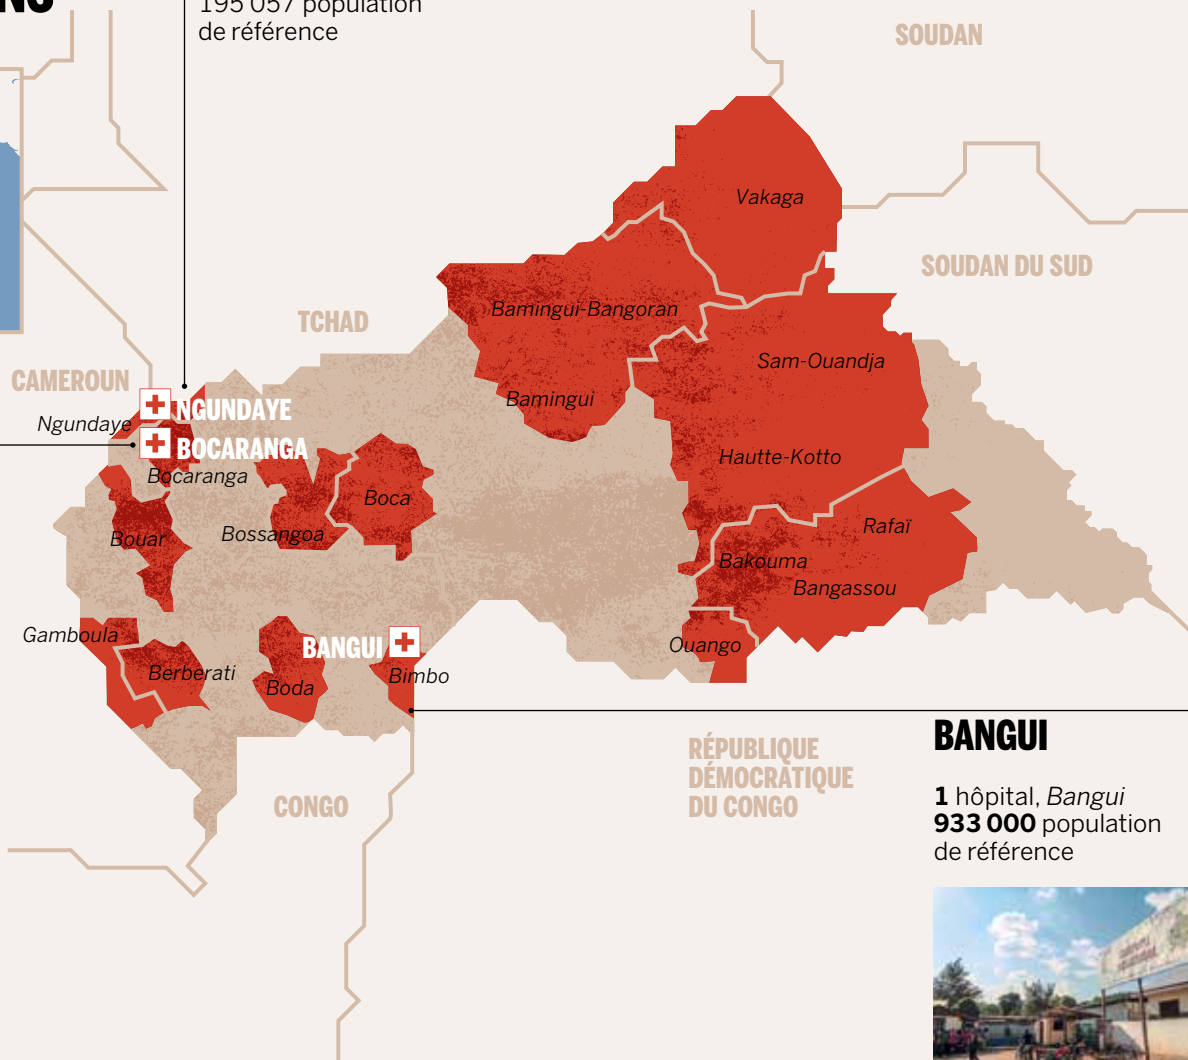 195 057 population
de référence
SOUDAN
Vakaga
SOUDAN DU SUD
Bamingui-Bangoran
TCHAD
Sam-Ouandja
CAMEROUN
Bamingui
NGUNDAYE
Ngundaye
BOCARANGA
Bocaranga
Hautte-Kotto
Boca
Bossangoa
Bouar
Rafaï
Bakouma
Bangassou
Gamboula
BANGUI
Ouango
Berberati
Boda
Bimbo
RÉPUBLIQUE
DÉMOCRATIQUE
DU CONGO
CONGO
BANGUI
1 hôpital, Bangui
933 000 population
de référence